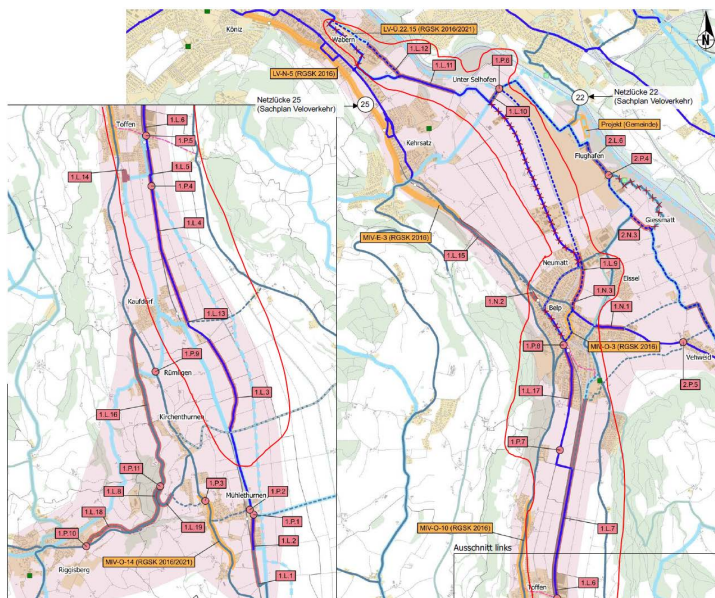 Köniz
Wabern
LV-Ü.22.15 (RGSK 2016/2021)
1.L.12
1.L.11
1.P.6
LV-N-5 (RGSK 2016)
Unter Selhofen
N
Netzlücke 25
(Sachplan Veloverkehr)
25
22
Netzlücke 22
(Sachplan Veloverkehr)
1.L.10
Projekt (Gemeinde)
Kehrsatz
Flughafen
2.L.6
2.P.4
Giessmatt
2.N.3
MIV-E-3 (RGSK 2016)
1.L.15
Neumatt
1.L.9
Elssel
1.N.2
1.N.3
1.N.1
Belp
MIV-O-3 (RGSK 2016)
1.P.8
Vehweid
2.P.5
1.L.17
1.P.7
MIV-O-10 (RGSK 2016)
1.L.7
Ausschnitt links
1.L.6
Toffen
1.L.6
Toffen
1.P.5
1.L.14
1.L.5
1.P.4
1.L.4
Kaufdorf
1.L.13
1.P.9
Rümligen
1.L.3
1.L.16
Kirchenthurnen
1.P.11
1.L.8
1.P.3
Mühlethurnen
1.P.2
1.L.18
1.P.1
1.L.19
1.P.10
1.L.2
Riggisberg
MIV-O-14 (RGSK 2016/2021)
1.L.1